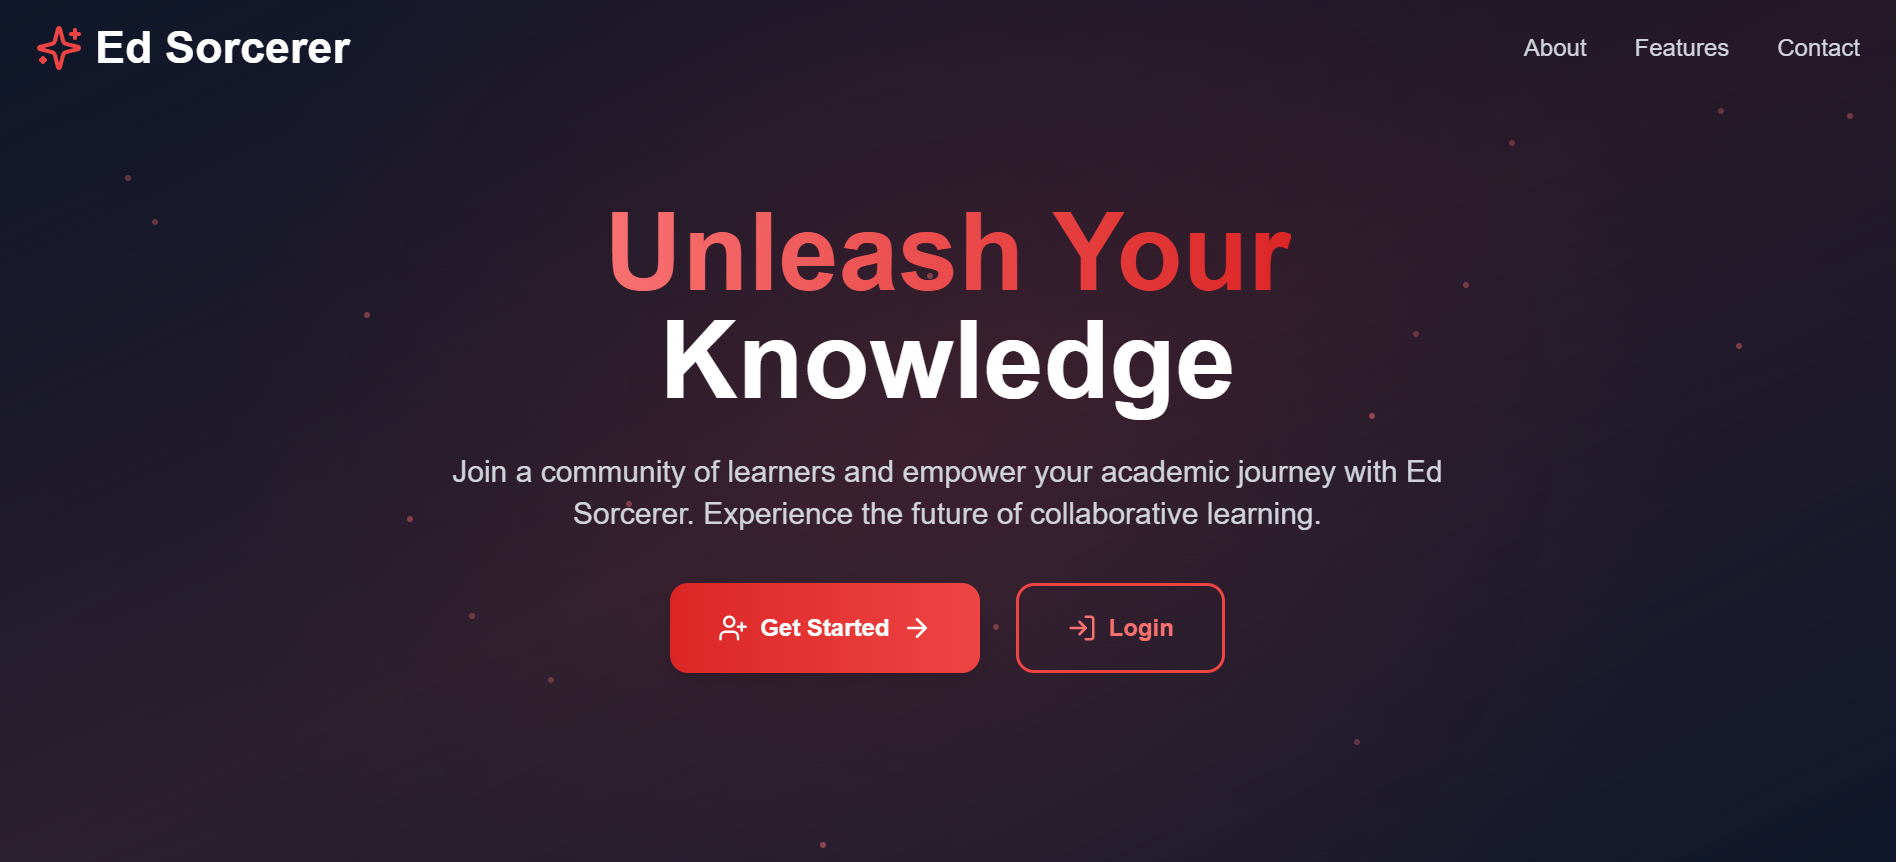 Ed Sorcerer
About
Features
Contact
Unleash Your
Knowledge
Join a community of learners and empower your academic journey with Ed
Sorcerer. Experience the future of collaborative learning.
Get Started
Login